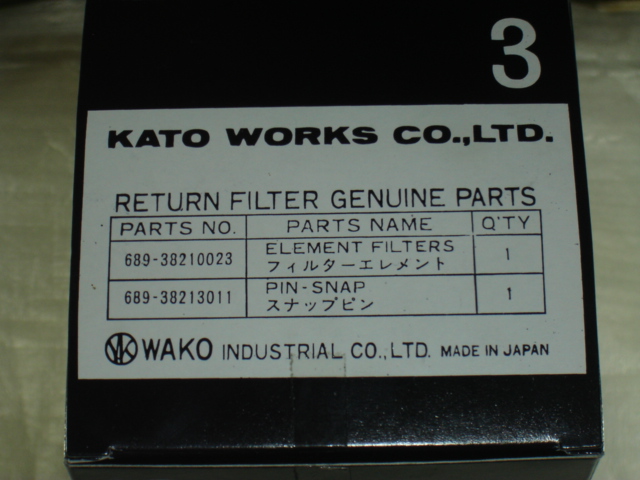 3
KATO WORKS CO.,LTD.
RETURN FILTER GENUINE PARTS
PARTS NO. PARTS NAME Q'TY
689-38210023 ELEMENT FILTERS 1
フィルターエレメント
689-38213011 PIN-SNAP 1
スナップピン
WAKO INDUSTRIAL CO.,LTD. MADE IN JAPAN